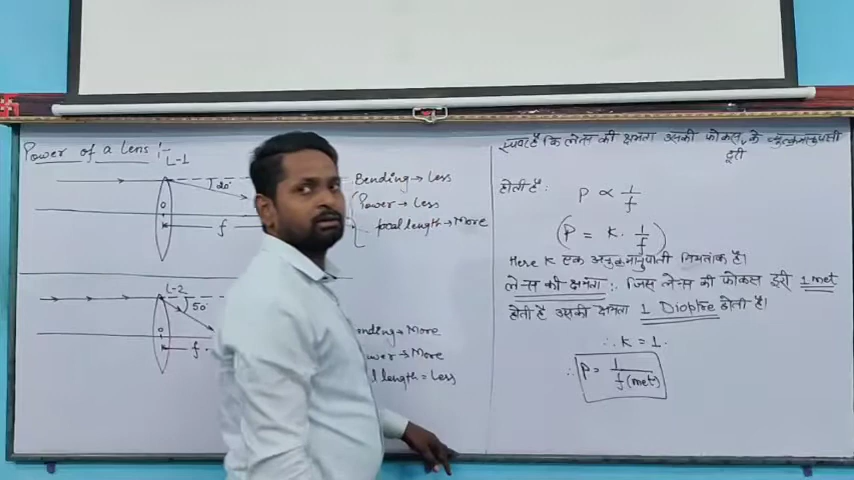 Power of a Lens :-
L-1
20°
Bending → Less
Power → Less
focal length → More
O
f
L-2
50°
O
f
ending → More
wer → More
l length = Less
स्पष्ट है कि लेन्स की क्षमता उसकी फोकस के व्युत्क्रमानुपाती
दूरी
होती है:
P ∝ 1/f
(P = K · 1/f)
Here K एक अनुक्रमानुपाती नियतांक है।
लेन्स की क्षमता :. जिस लेन्स की फोकस दूरी 1 met
होती है उसकी क्षमता 1 Dioptre होती है।
∴ K = 1.
∴ P = 1/f(met)